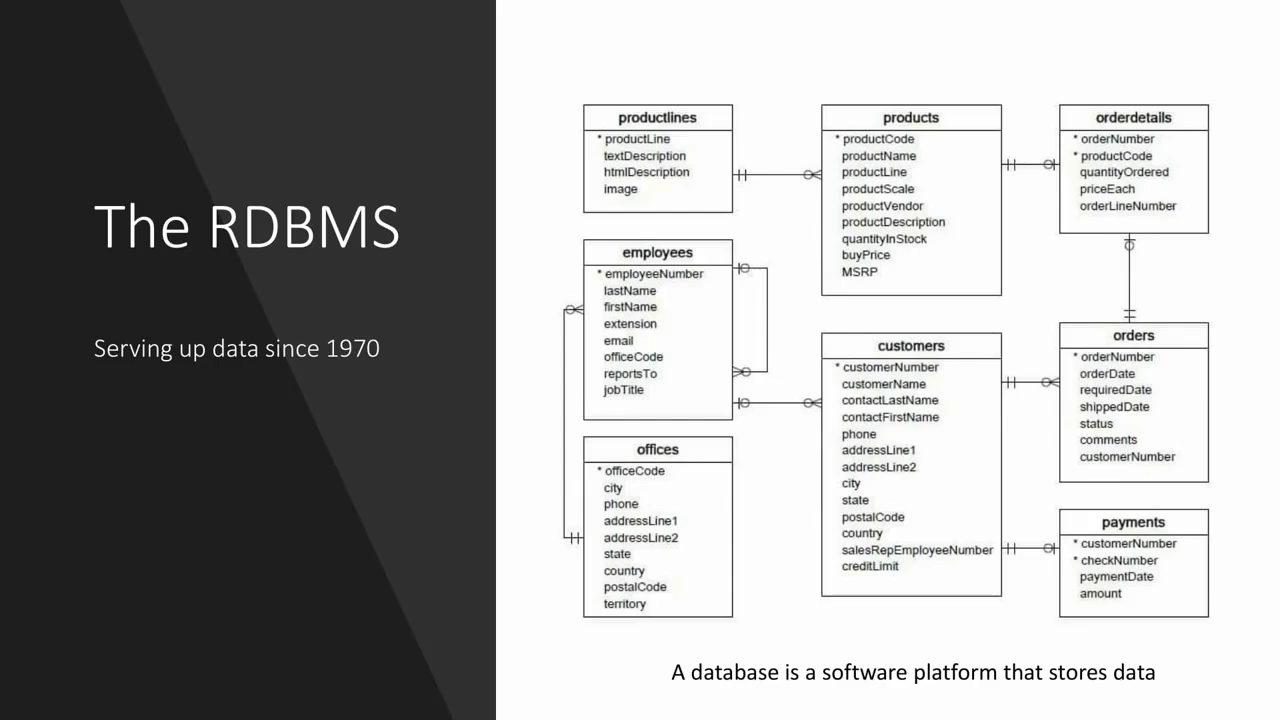 The RDBMS
Serving up data since 1970
productlines
* productLine
textDescription
htmlDescription
image
employees
* employeeNumber
lastName
firstName
extension
email
officeCode
reportsTo
jobTitle
offices
* officeCode
city
phone
addressLine1
addressLine2
state
country
postalCode
territory
products
* productCode
productName
productLine
productScale
productVendor
productDescription
quantityInStock
buyPrice
MSRP
customers
* customerNumber
customerName
contactLastName
contactFirstName
phone
addressLine1
addressLine2
city
state
postalCode
country
salesRepEmployeeNumber
creditLimit
orderdetails
* orderNumber
* productCode
quantityOrdered
priceEach
orderLineNumber
orders
* orderNumber
orderDate
requiredDate
shippedDate
status
comments
customerNumber
payments
* customerNumber
* checkNumber
paymentDate
amount
A database is a software platform that stores data